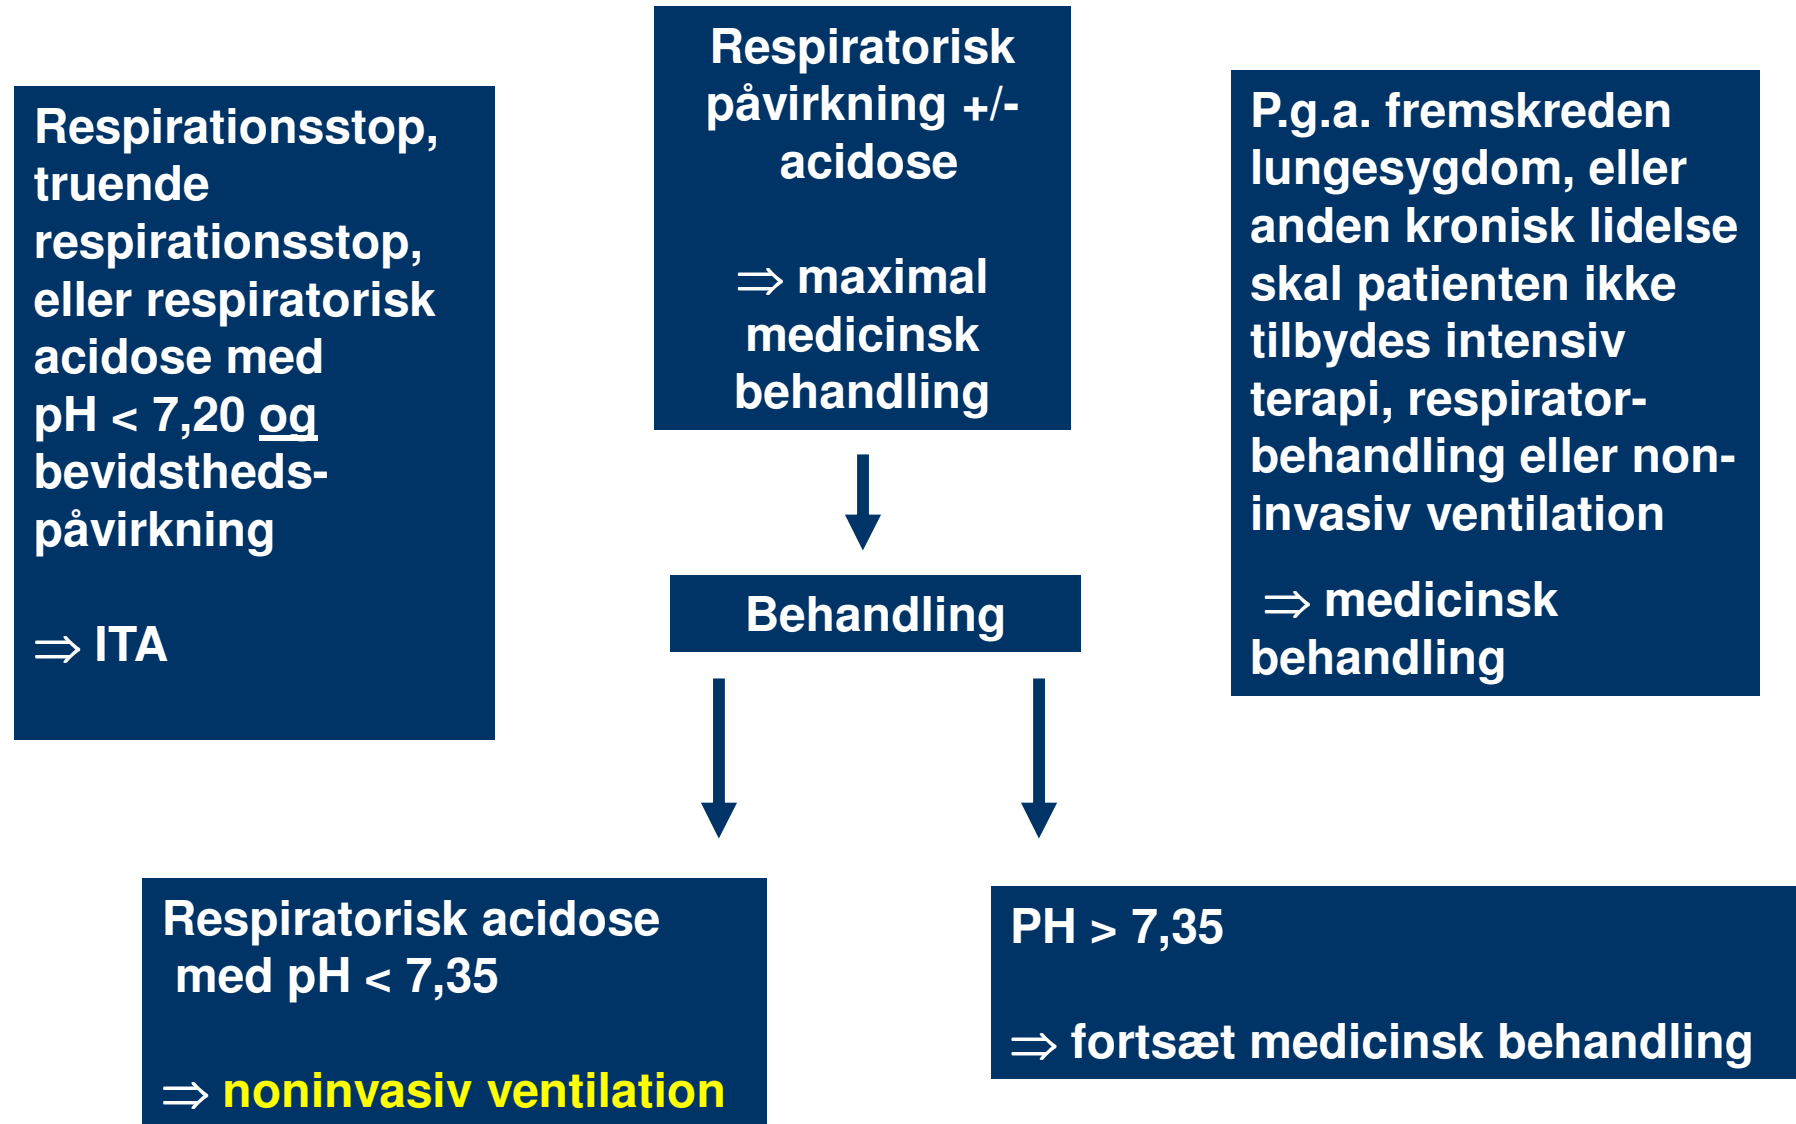 Respirationsstop,
truende
respirationsstop,
eller respiratorisk
acidose med
pH < 7,20 og
bevidstheds-
påvirkning
⇒ ITA
Respiratorisk
påvirkning +/-
acidose
⇒ maximal
medicinsk
behandling
P.g.a. fremskreden
lungesygdom, eller
anden kronisk lidelse
skal patienten ikke
tilbydes intensiv
terapi, respirator-
behandling eller non-
invasiv ventilation
⇒ medicinsk
behandling
Behandling
Respiratorisk acidose
med pH < 7,35
⇒ noninvasiv ventilation
PH > 7,35
⇒ fortsæt medicinsk behandling